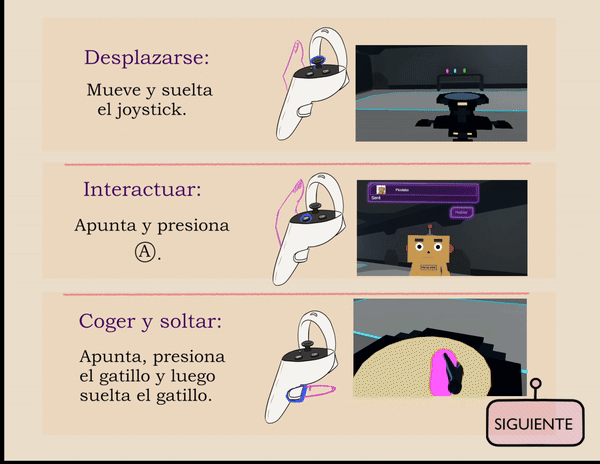 Desplazarse:
Mueve y suelta
el joystick.
Interactuar:
Apunta y presiona
Ⓐ.
Hablar
Coger y soltar:
Apunta, presiona
el gatillo y luego
suelta el gatillo.
SIGUIENTE